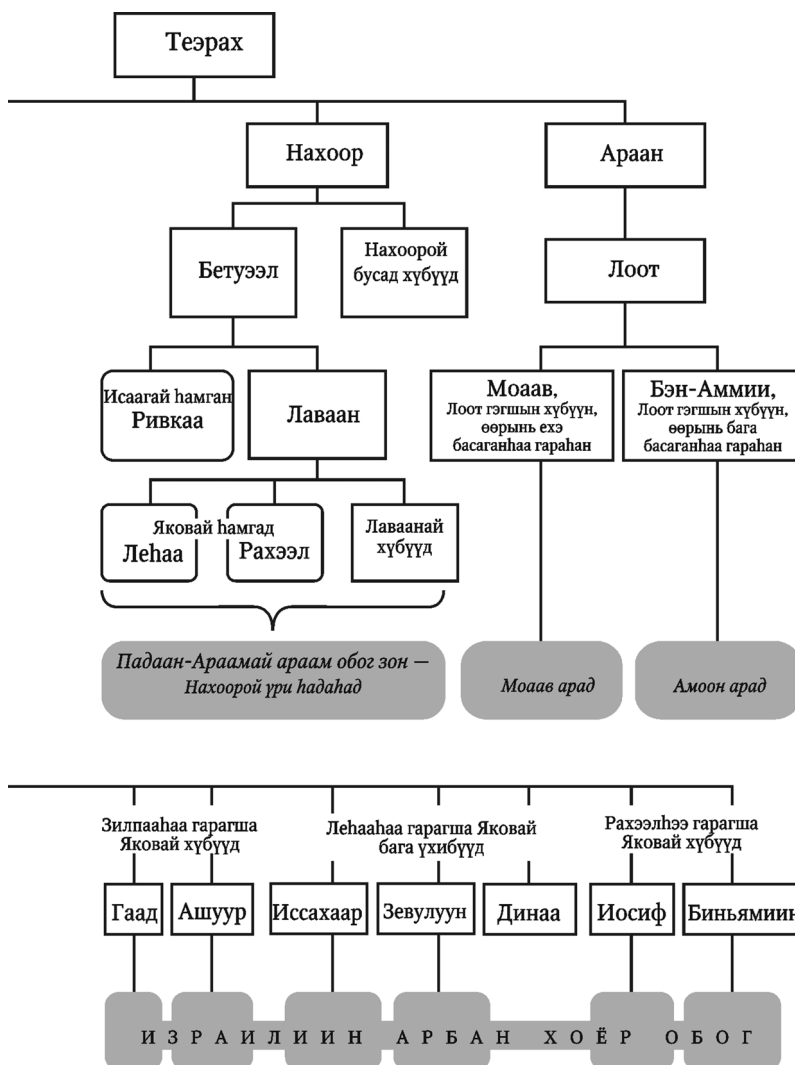 Теэрах
Нахоор
Араан
Бетуээл
Нахоорой
бусад хүбүүд
Лоот
Исаагай һамган
Ривкаа
Лаваан
Моаав,
Лоот гэгшын хүбүүн,
өөрынь ехэ
басаганһаа гараһан
Бэн-Аммии,
Лоот гэгшын хүбүүн,
өөрынь бага
басаганһаа гараһан
Яковай һамгад
Леһаа
Рахээл
Лаваанай
хүбүүд
Падаан-Араамай араам обог зон —
Нахоорой үри һадаһад
Моаав арад
Амоон арад
Зилпааһаа гарагша
Яковай хүбүүд
Леһааһаа гарагша Яковай
бага үхибүүд
Рахээлһээ гарагша
Яковай хүбүүд
Гаад
Ашуур
Иссахаар
Зевулуун
Динаа
Иосиф
Биньямиин
ИЗРАИЛИИН АРБАН ХОЁР ОБОГ